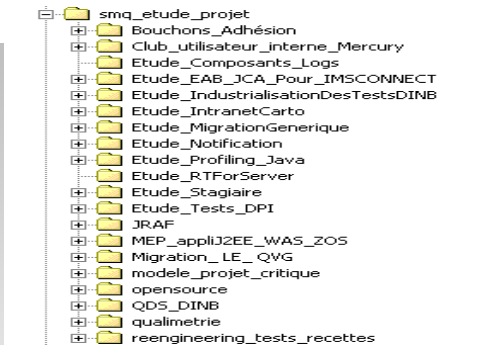 smq_etude_projet
Bouchons_Adhésion
Club_utilisateur_interne_Mercury
Etude_Composants_Logs
Etude_EAB_JCA_Pour_IMSCONNECT
Etude_IndustrialisationDesTestsDINB
Etude_IntranetCarto
Etude_MigrationGenerique
Etude_Notification
Etude_Profiling_Java
Etude_RTForServer
Etude_Stagiaire
Etude_Tests_DPI
JRAF
MEP_appliJ2EE_WAS_ZOS
Migration_ LE_ QVG
modele_projet_critique
opensource
QDS_DINB
qualimetrie
reengineering_tests_recettes